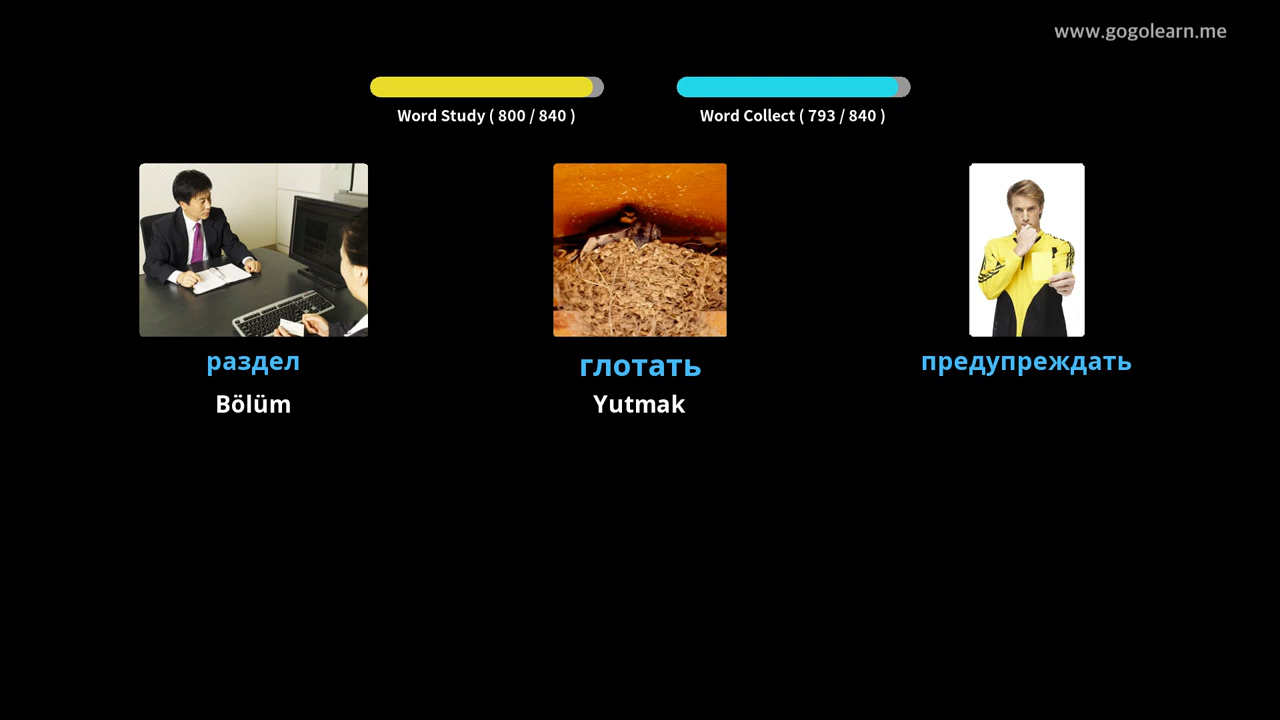 www.gogolearn.me
Word Study ( 800 / 840 )
Word Collect ( 793 / 840 )
раздел
глотать
предупреждать
Bölüm
Yutmak